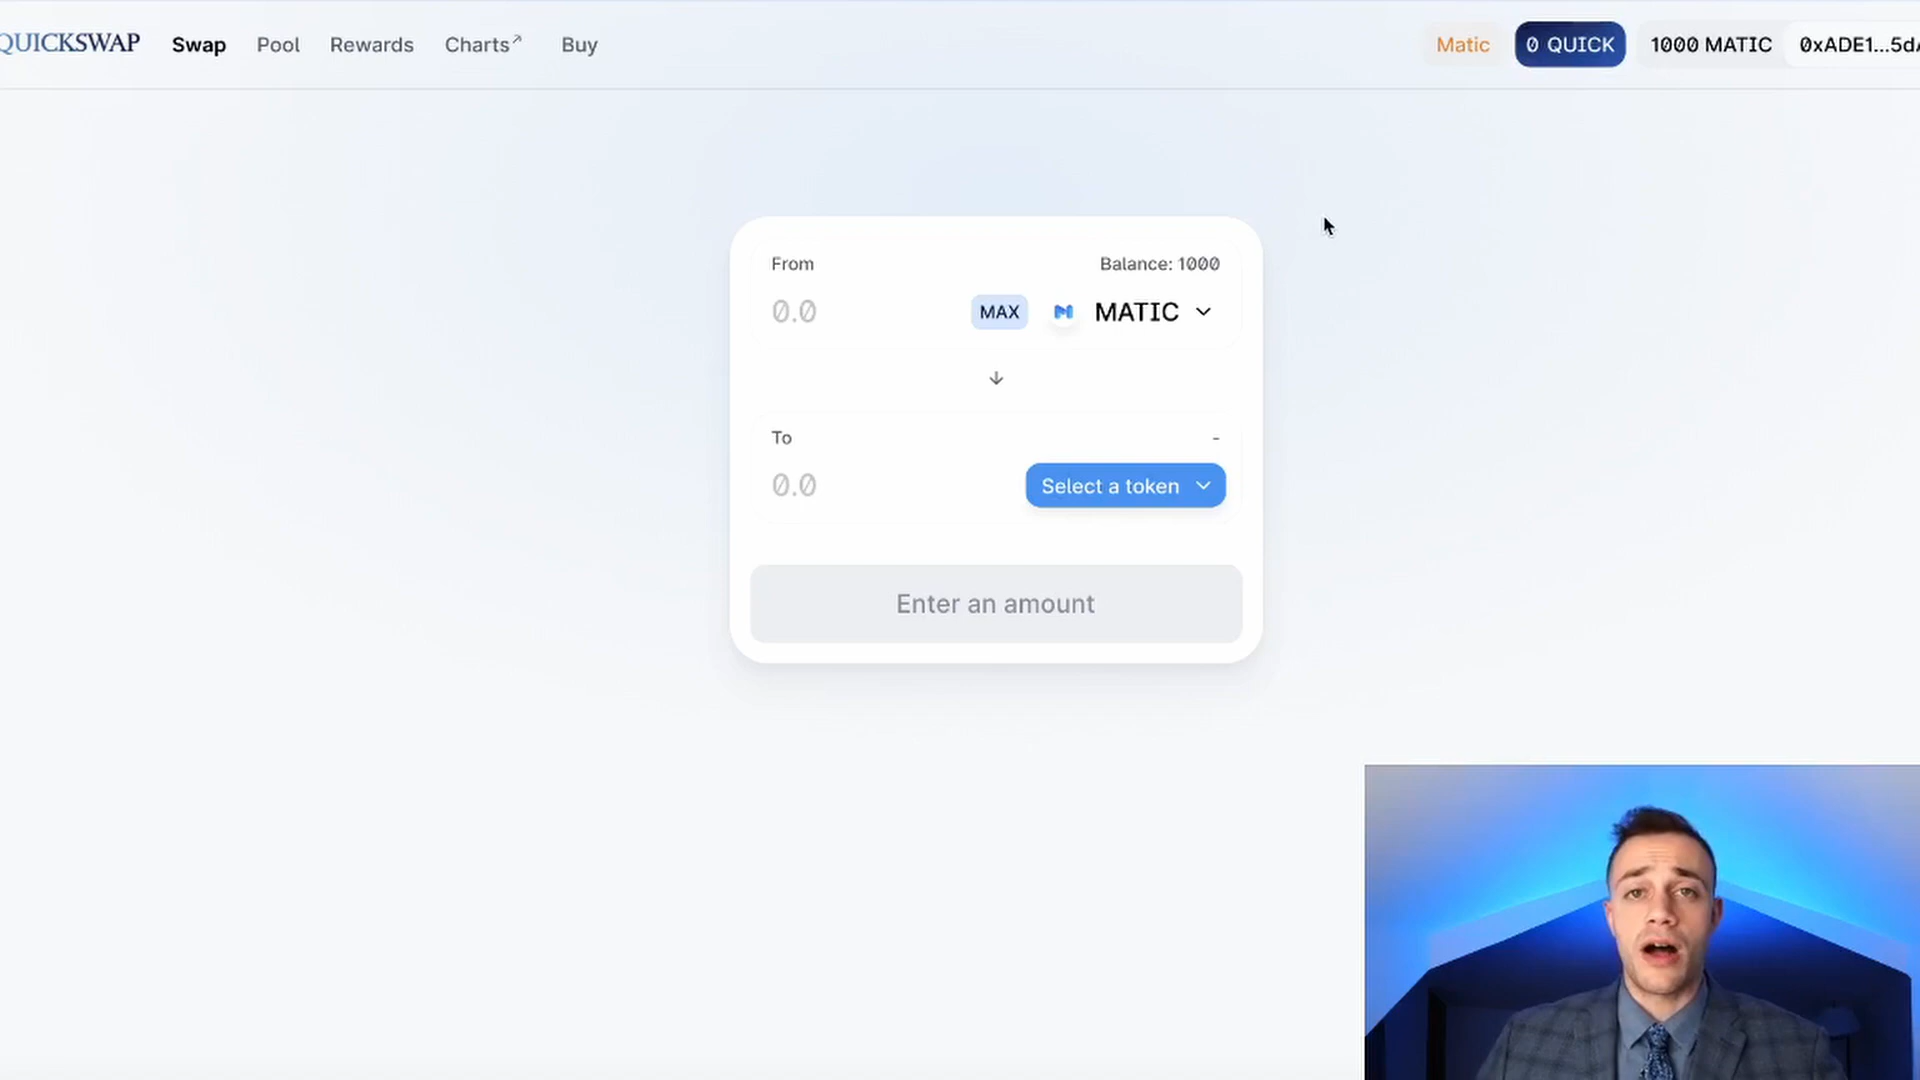 QUICKSWAP Swap Pool Rewards Charts↗ Buy Matic 0 QUICK 1000 MATIC 0xADE1...5dA
From Balance: 1000
0.0 MAX MATIC
To -
0.0 Select a token
Enter an amount